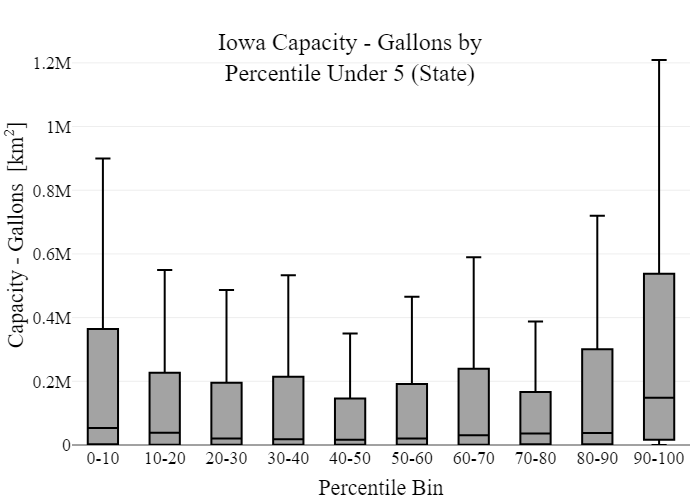 Iowa Capacity - Gallons by
Percentile Under 5 (State)
Capacity - Gallons [km²]
1.2M
1M
0.8M
0.6M
0.4M
0.2M
0
0-10 10-20 20-30 30-40 40-50 50-60 60-70 70-80 80-90 90-100
Percentile Bin